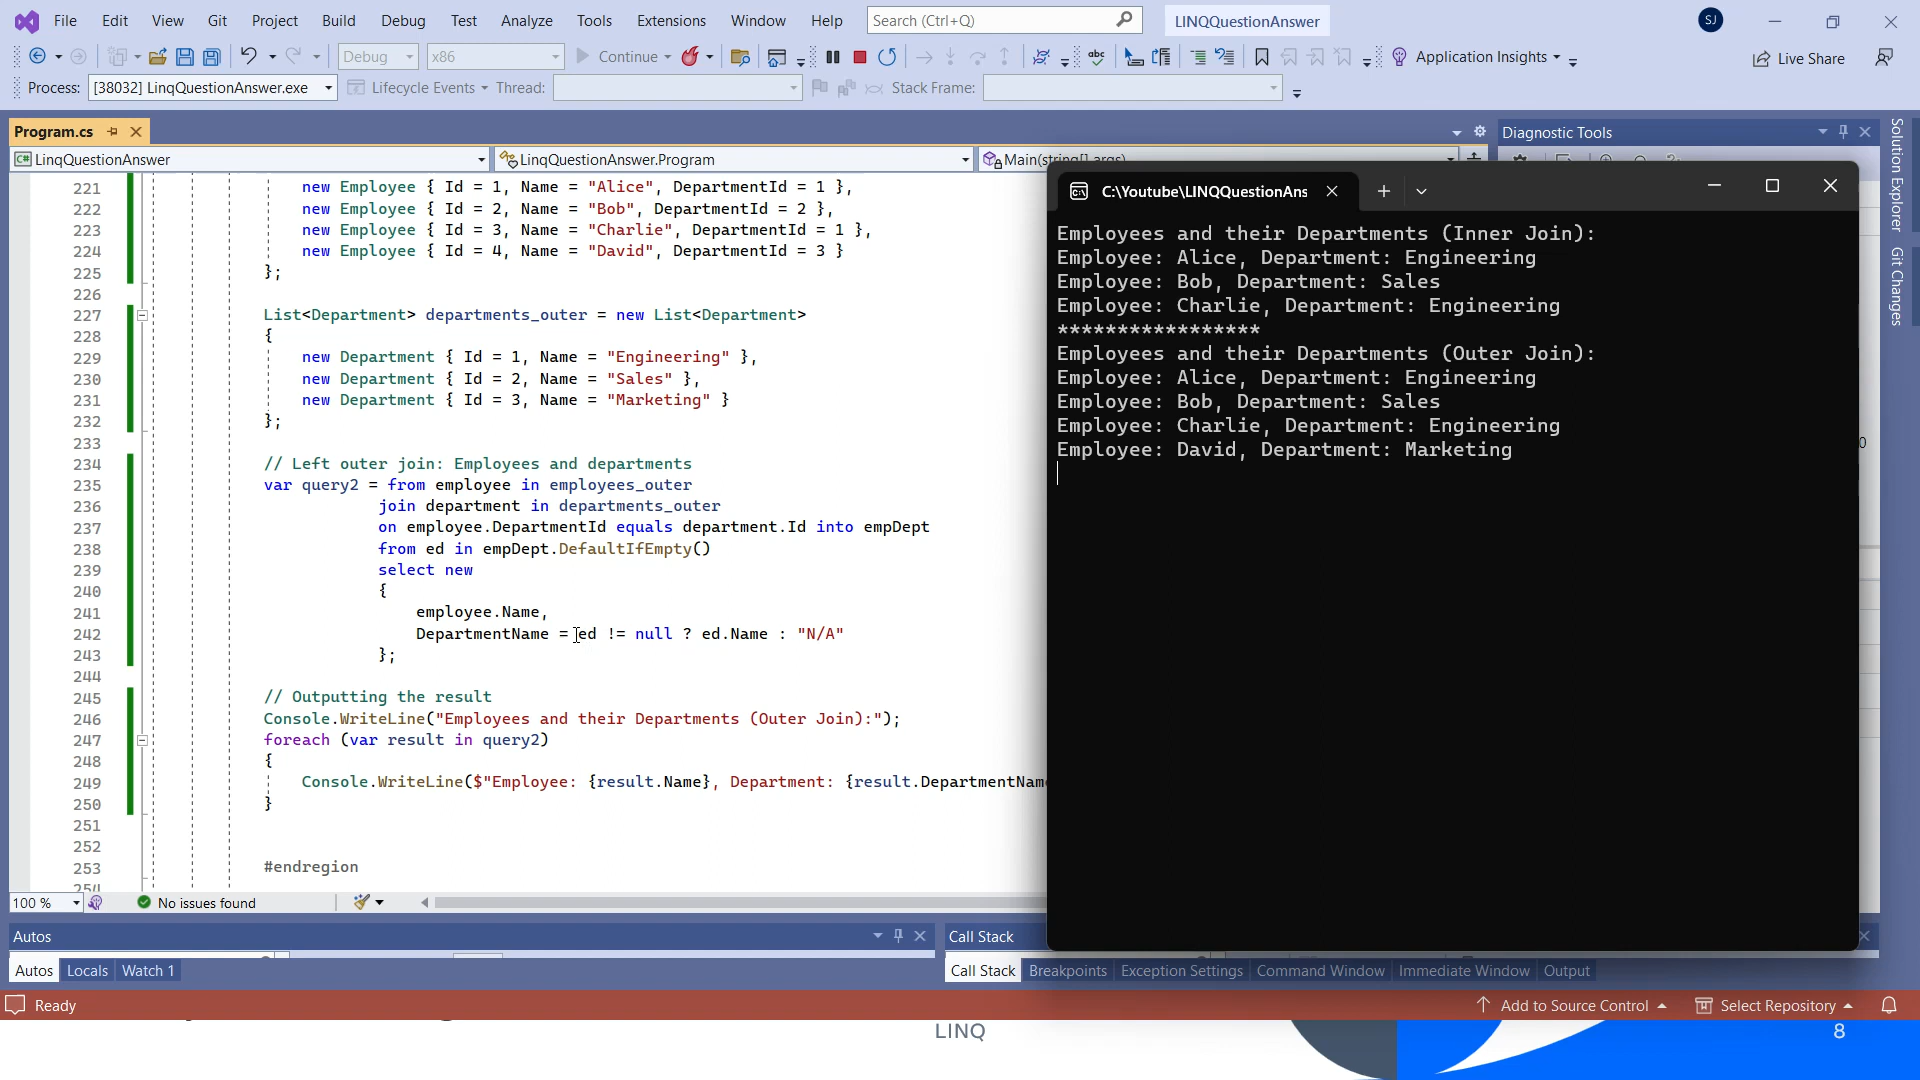 File Edit View Git Project Build Debug Test Analyze Tools Extensions Window Help Search (Ctrl+Q) LINQQuestionAnswer SJ
Debug x86 Continue abc Application Insights Live Share
Process: [38032] LinqQuestionAnswer.exe Lifecycle Events Thread: Stack Frame:
Program.cs Diagnostic Tools
C# LinqQuestionAnswer LinqQuestionAnswer.Program Main(string[] args)
221 new Employee { Id = 1, Name = "Alice", DepartmentId = 1 },
222 new Employee { Id = 2, Name = "Bob", DepartmentId = 2 },
223 new Employee { Id = 3, Name = "Charlie", DepartmentId = 1 },
224 new Employee { Id = 4, Name = "David", DepartmentId = 3 }
225 };
226
227 List<Department> departments_outer = new List<Department>
228 {
229 new Department { Id = 1, Name = "Engineering" },
230 new Department { Id = 2, Name = "Sales" },
231 new Department { Id = 3, Name = "Marketing" }
232 };
233
234 // Left outer join: Employees and departments
235 var query2 = from employee in employees_outer
236 join department in departments_outer
237 on employee.DepartmentId equals department.Id into empDept
238 from ed in empDept.DefaultIfEmpty()
239 select new
240 {
241 employee.Name,
242 DepartmentName = ed != null ? ed.Name : "N/A"
243 };
244
245 // Outputting the result
246 Console.WriteLine("Employees and their Departments (Outer Join):");
247 foreach (var result in query2)
248 {
249 Console.WriteLine($"Employee: {result.Name}, Department: {result.DepartmentNam
250 }
251
252
253 #endregion
254
C:\Youtube\LINQQuestionAns
Employees and their Departments (Inner Join):
Employee: Alice, Department: Engineering
Employee: Bob, Department: Sales
Employee: Charlie, Department: Engineering
*****************
Employees and their Departments (Outer Join):
Employee: Alice, Department: Engineering
Employee: Bob, Department: Sales
Employee: Charlie, Department: Engineering
Employee: David, Department: Marketing
Solution Explorer
Git Changes
100 % No issues found
Autos Call Stack
Autos Locals Watch 1 Call Stack Breakpoints Exception Settings Command Window Immediate Window Output
Ready Add to Source Control Select Repository
LINQ 8